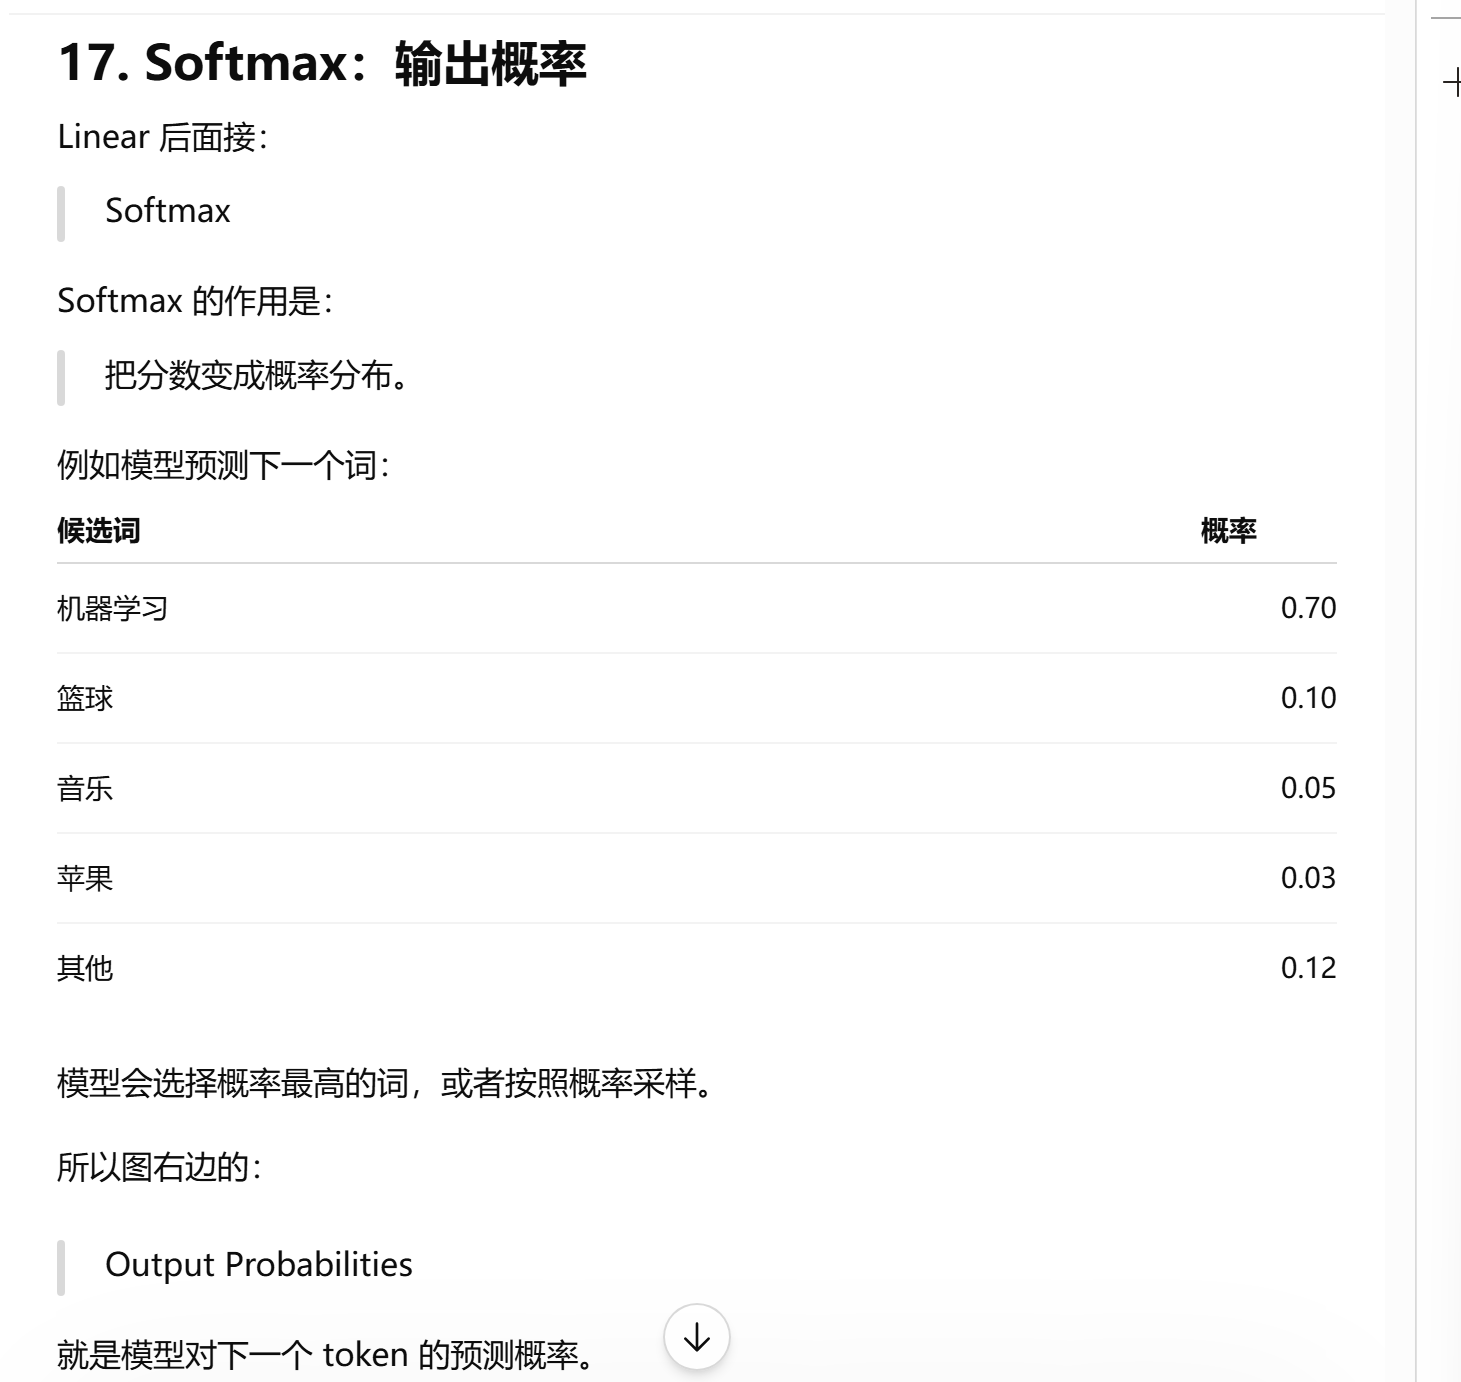 17. Softmax：输出概率
Linear 后面接：
Softmax
Softmax 的作用是：
把分数变成概率分布。
例如模型预测下一个词：
候选词 概率
机器学习 0.70
篮球 0.10
音乐 0.05
苹果 0.03
其他 0.12
模型会选择概率最高的词，或者按照概率采样。
所以图右边的：
Output Probabilities
就是模型对下一个 token 的预测概率。